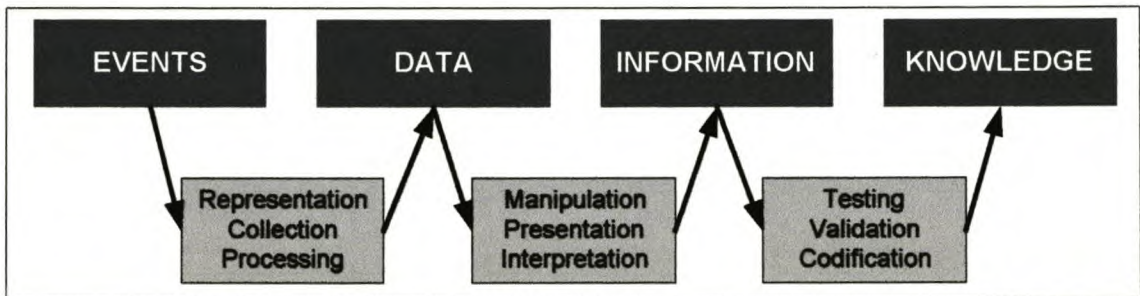 EVENTS
DATA
INFORMATION
KNOWLEDGE
Representation
Collection
Processing
Manipulation
Presentation
Interpretation
Testing
Validation
Codification